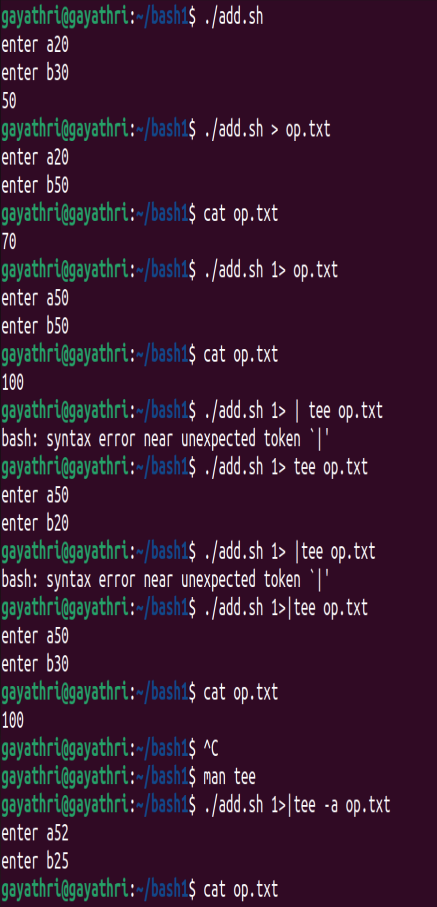 gayathri@gayathri:~/bash1$ ./add.sh
enter a20
enter b30
50
gayathri@gayathri:~/bash1$ ./add.sh > op.txt
enter a20
enter b50
gayathri@gayathri:~/bash1$ cat op.txt
70
gayathri@gayathri:~/bash1$ ./add.sh 1> op.txt
enter a50
enter b50
gayathri@gayathri:~/bash1$ cat op.txt
100
gayathri@gayathri:~/bash1$ ./add.sh 1> | tee op.txt
bash: syntax error near unexpected token `|'
gayathri@gayathri:~/bash1$ ./add.sh 1> tee op.txt
enter a50
enter b20
gayathri@gayathri:~/bash1$ ./add.sh 1> |tee op.txt
bash: syntax error near unexpected token `|'
gayathri@gayathri:~/bash1$ ./add.sh 1>|tee op.txt
enter a50
enter b30
gayathri@gayathri:~/bash1$ cat op.txt
100
gayathri@gayathri:~/bash1$ ^C
gayathri@gayathri:~/bash1$ man tee
gayathri@gayathri:~/bash1$ ./add.sh 1>|tee -a op.txt
enter a52
enter b25
gayathri@gayathri:~/bash1$ cat op.txt